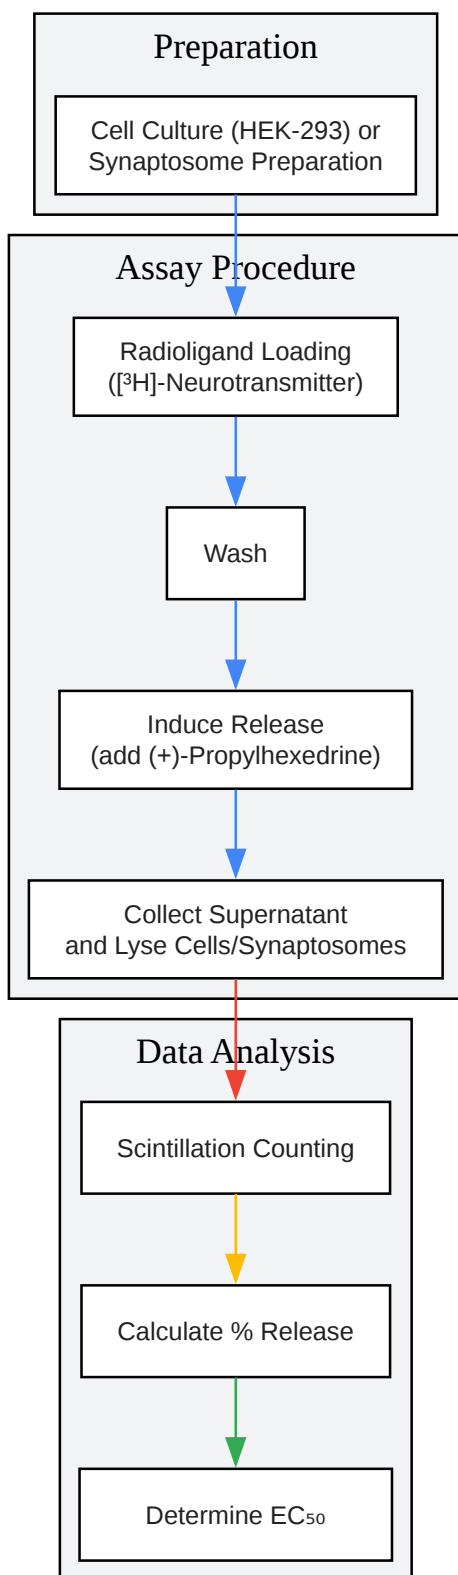 Preparation
Cell Culture (HEK-293) or
Synaptosome Preparation
Assay Procedure
Radioligand Loading
([³H]-Neurotransmitter)
Wash
Induce Release
(add (+)-Propylhexedrine)
Collect Supernatant
and Lyse Cells/Synaptosomes
Data Analysis
Scintillation Counting
Calculate % Release
Determine EC₅₀